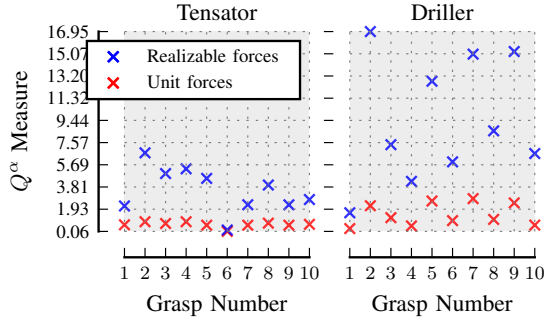 Tensator Driller
16.95
15.07
13.20
11.32
9.44
7.57
5.69
3.81
1.93
0.06
Q^α Measure
Realizable forces
Unit forces
1 2 3 4 5 6 7 8 9 10 1 2 3 4 5 6 7 8 9 10
Grasp Number Grasp Number